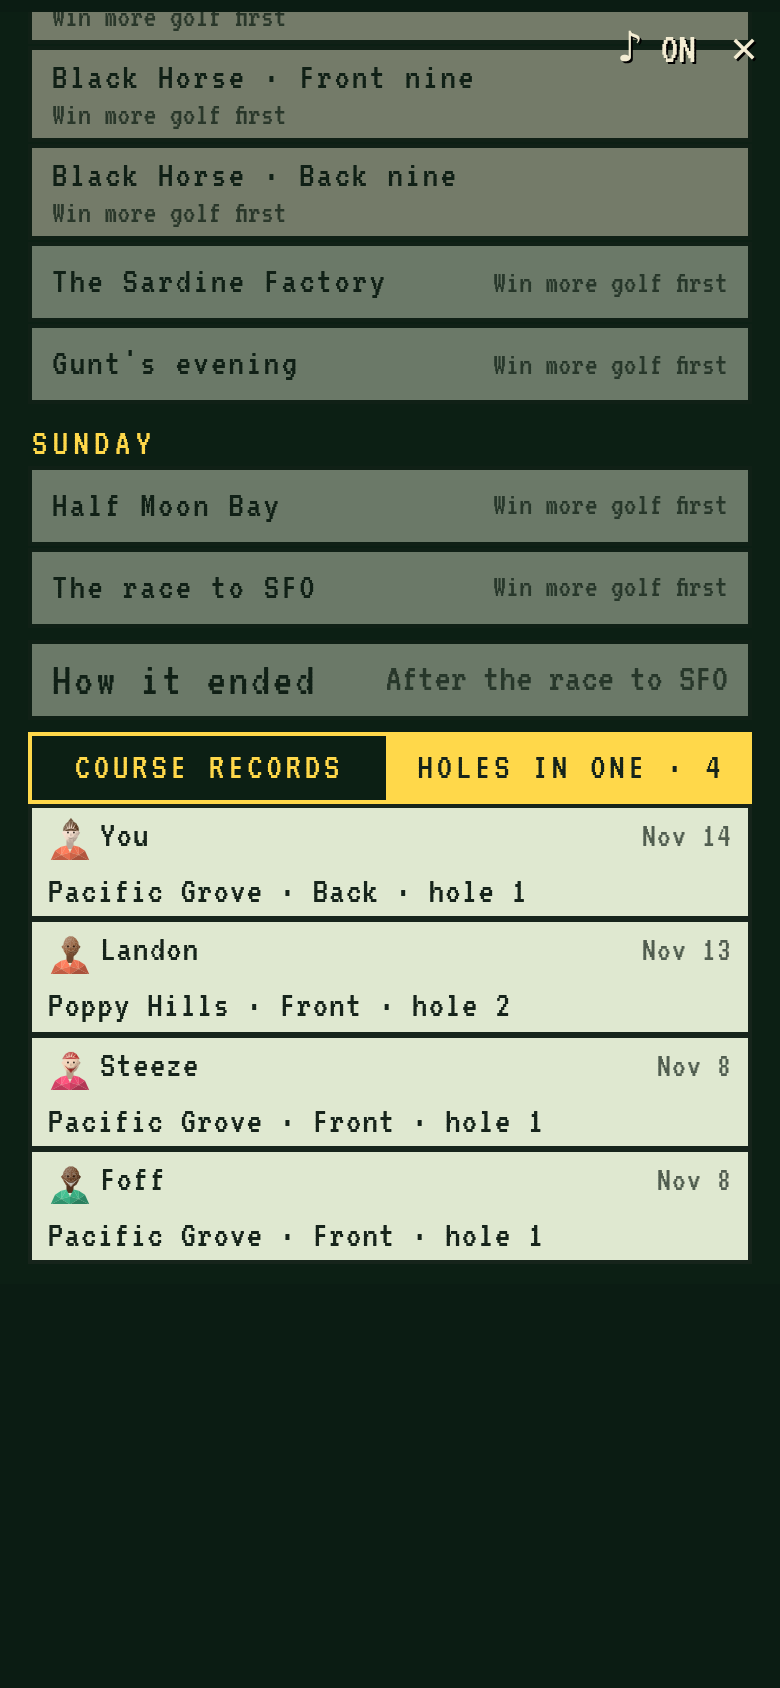 Win more golf first
♪ ON ×
Black Horse · Front nine
Win more golf first
Black Horse · Back nine
Win more golf first
The Sardine Factory Win more golf first
Gunt's evening Win more golf first
SUNDAY
Half Moon Bay Win more golf first
The race to SFO Win more golf first
How it ended After the race to SFO
COURSE RECORDS HOLES IN ONE · 4
You Nov 14
Pacific Grove · Back · hole 1
Landon Nov 13
Poppy Hills · Front · hole 2
Steeze Nov 8
Pacific Grove · Front · hole 1
Foff Nov 8
Pacific Grove · Front · hole 1